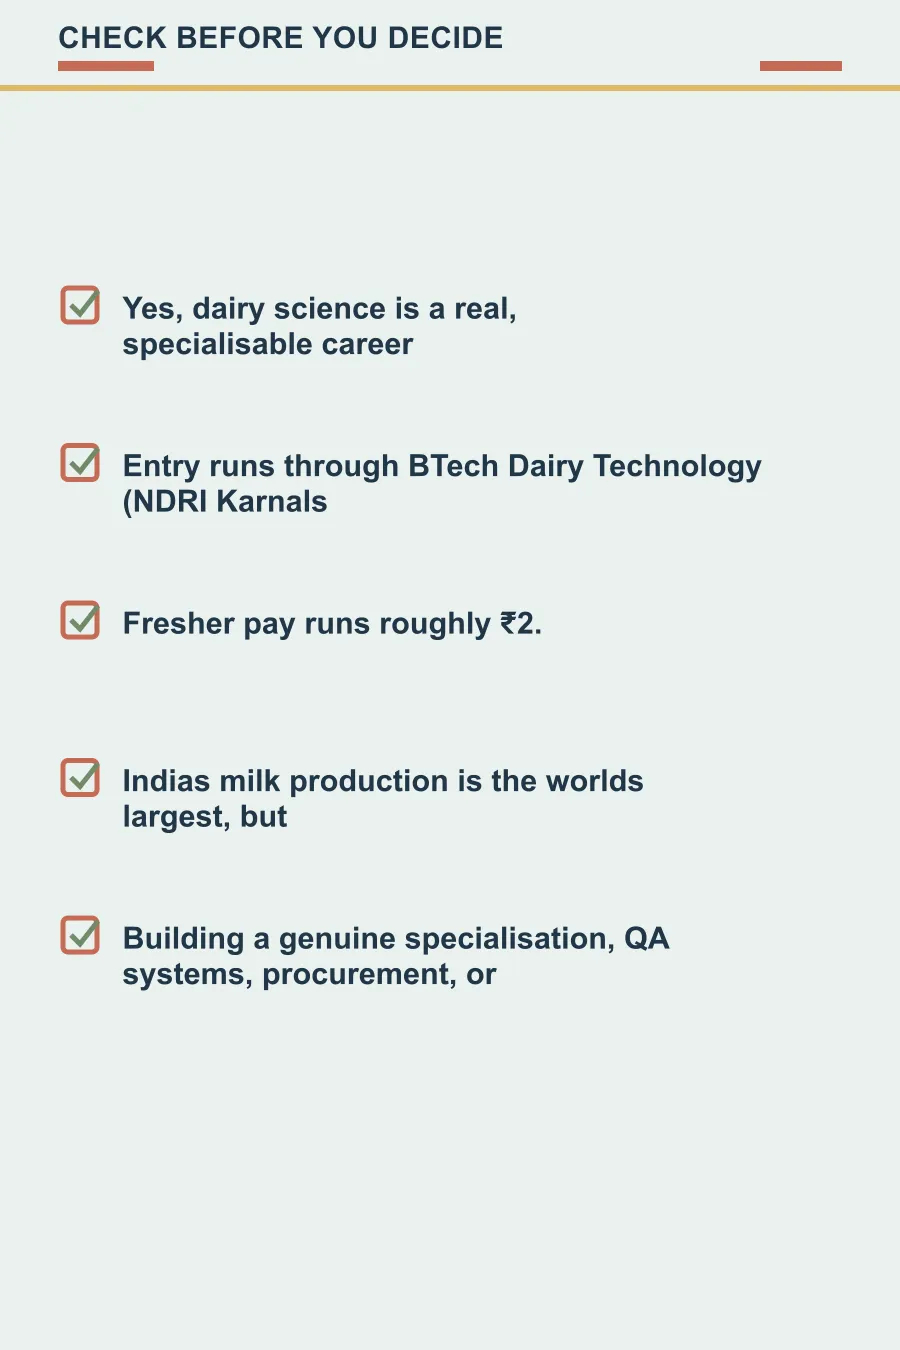 CHECK BEFORE YOU DECIDE
Yes, dairy science is a real,
specialisable career
Entry runs through BTech Dairy Technology
(NDRI Karnals
Fresher pay runs roughly ₹2.
Indias milk production is the worlds
largest, but
Building a genuine specialisation, QA
systems, procurement, or